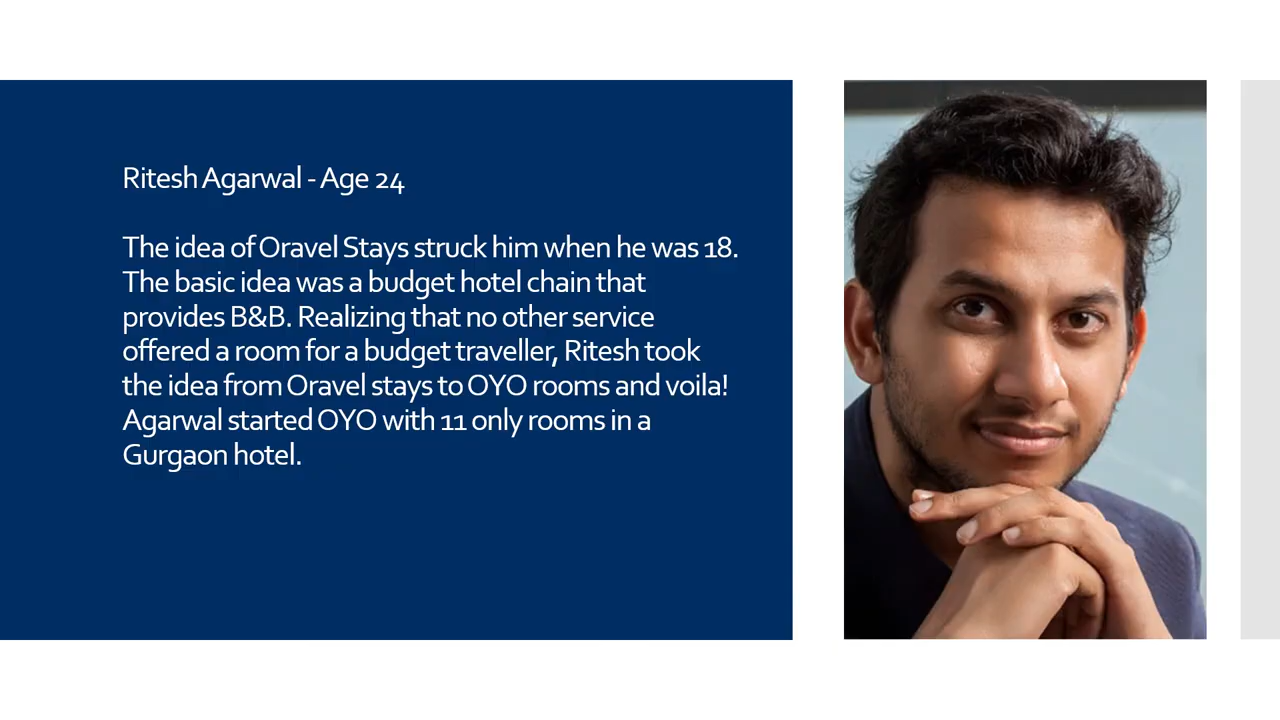 Ritesh Agarwal - Age 24
The idea of Oravel Stays struck him when he was 18.
The basic idea was a budget hotel chain that
provides B&B. Realizing that no other service
offered a room for a budget traveller, Ritesh took
the idea from Oravel stays to OYO rooms and voila!
Agarwal started OYO with 11 only rooms in a
Gurgaon hotel.